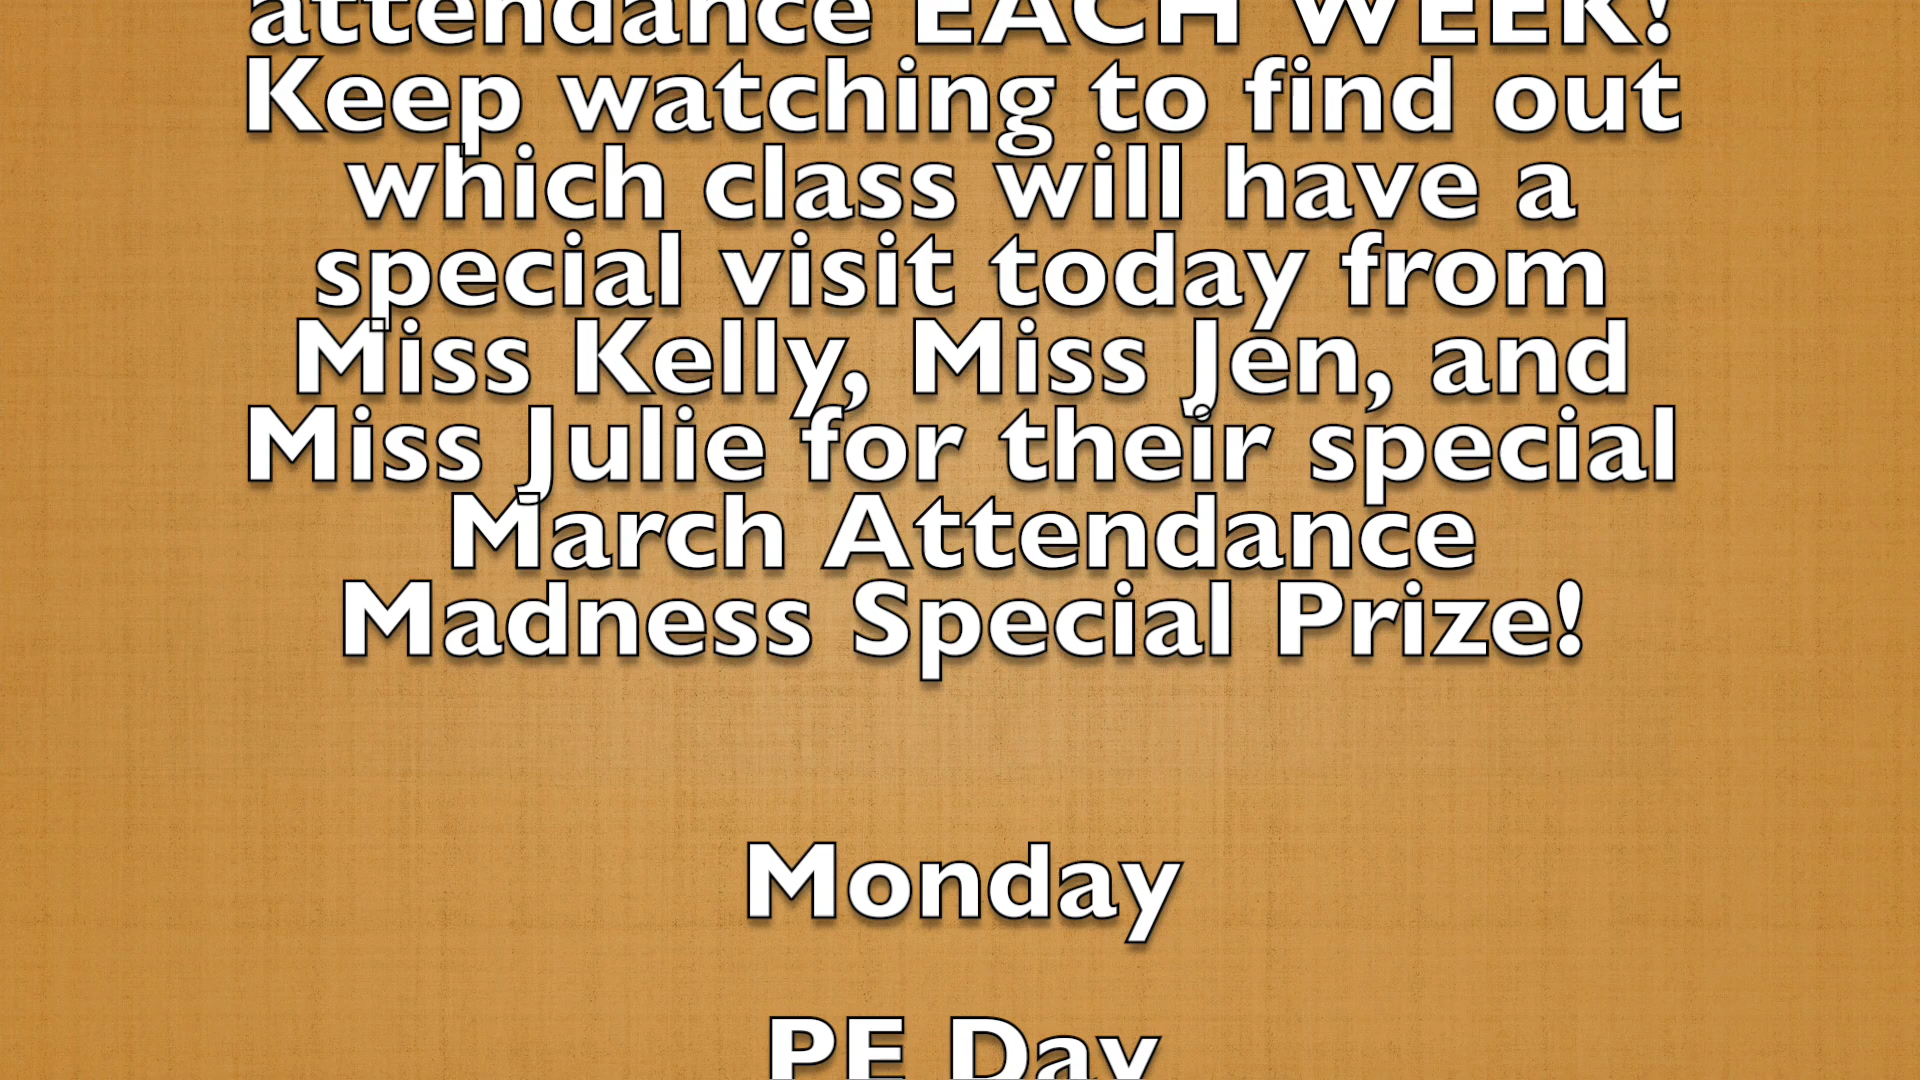 attendance EACH WEEK!
Keep watching to find out
which class will have a
special visit today from
Miss Kelly, Miss Jen, and
Miss Julie for their special
March Attendance
Madness Special Prize!
Monday
PE Day